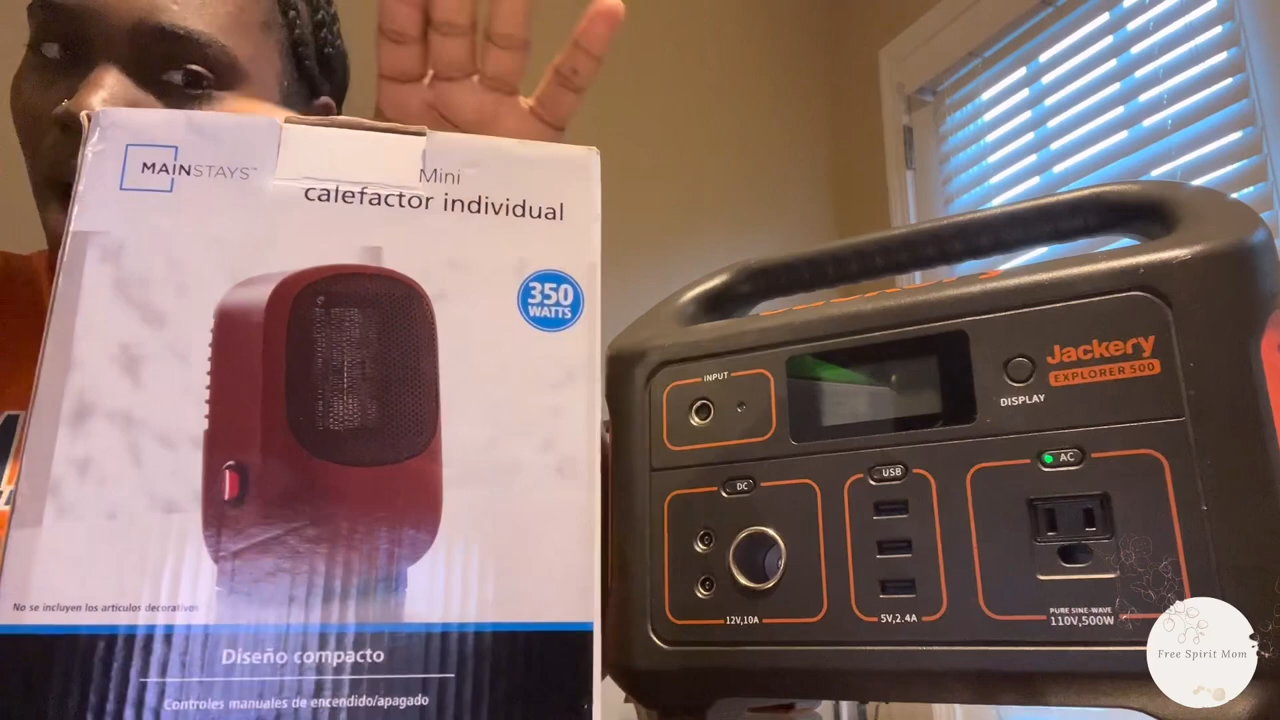 MAINSTAYS™
Mini
calefactor individual
350
WATTS
No se incluyen los artículos decorativos
Diseño compacto
Controles manuales de encendido/apagado
Jackery
EXPLORER 500
INPUT
DISPLAY
DC
USB
AC
12V,10A
5V,2.4A
PURE SINE-WAVE
110V,500W
Free Spirit Mom